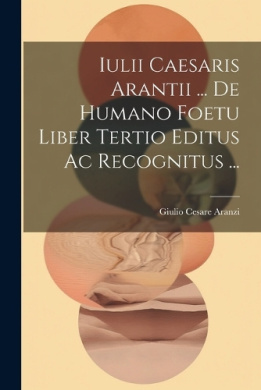 Iulii Caesaris
Arantii ... De
Humano Foetu
Liber Tertio Editus
Ac Recognitus ...
Giulio Cesare Aranzi